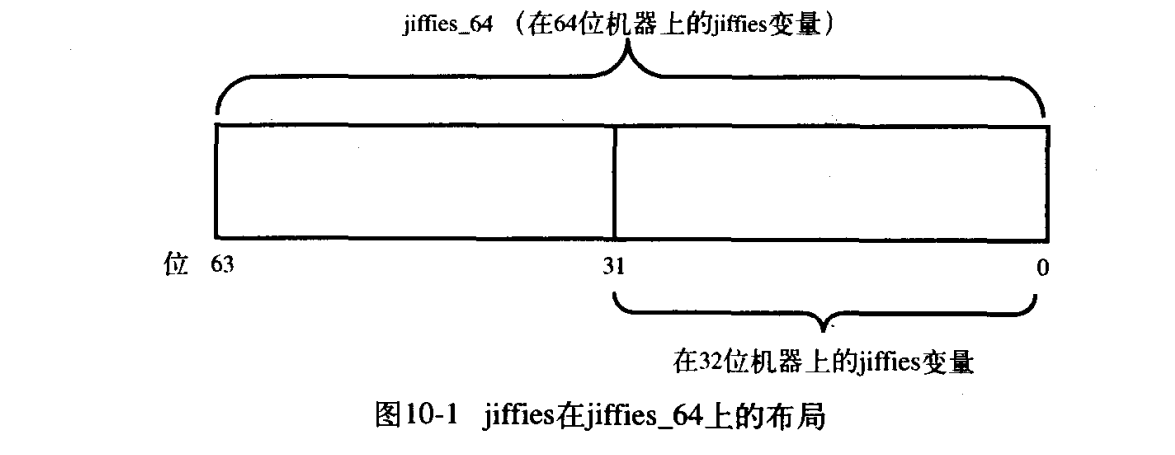 jiffies_64 （在64位机器上的jiffies变量）
位 63 31 0
在32位机器上的jiffies变量
图10-1 jiffies在jiffies_64上的布局